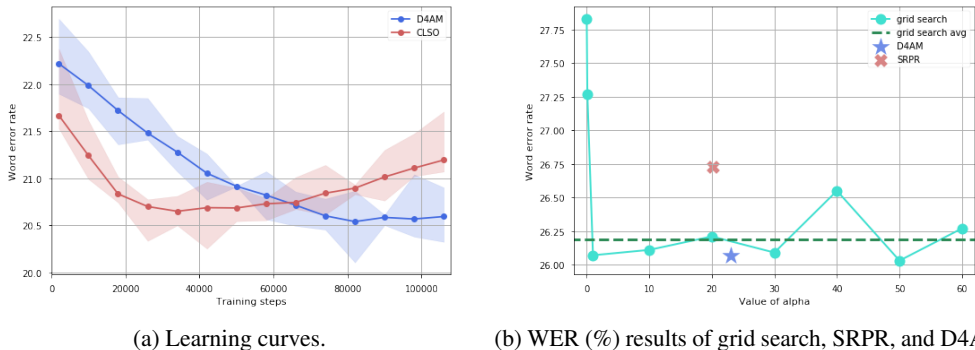 22.5
22.0
21.5
21.0
20.5
20.0
Word error rate
D4AM
CLSO
0 20000 40000 60000 80000 100000
Training steps
(a) Learning curves.
27.75
27.50
27.25
27.00
26.75
26.50
26.25
26.00
Word error rate
grid search
grid search avg
D4AM
SRPR
0 10 20 30 40 50 60
Value of alpha
(b) WER (%) results of grid search, SRPR, and D4A